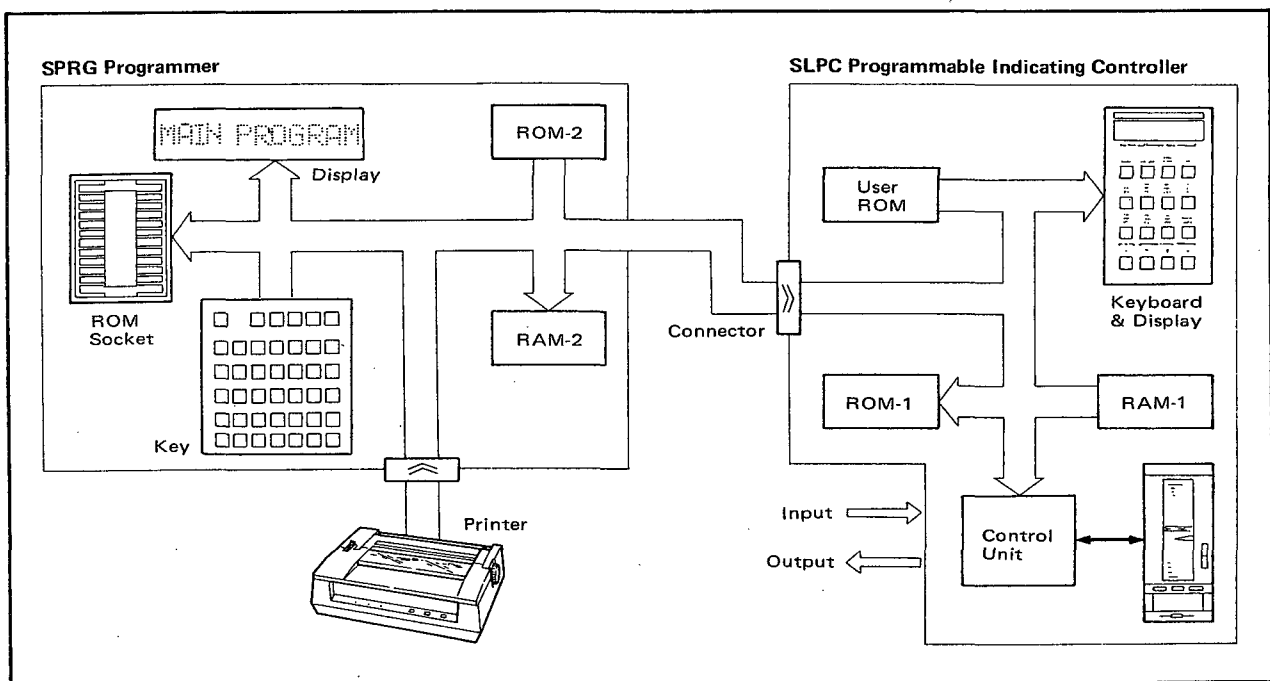 SPRG Programmer
MAIN PROGRAM
Display
ROM-2
ROM
Socket
RAM-2
Key
Printer
Connector
SLPC Programmable Indicating Controller
User
ROM
Keyboard
& Display
ROM-1
RAM-1
Input
Output
Control
Unit